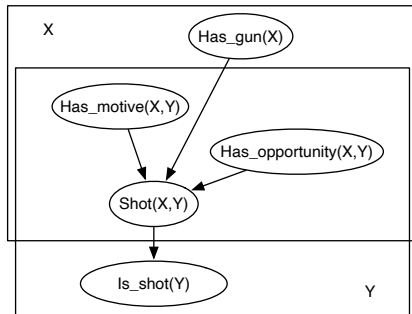 X
Has_gun(X)
Has_motive(X,Y)
Has_opportunity(X,Y)
Shot(X,Y)
Is_shot(Y)
Y